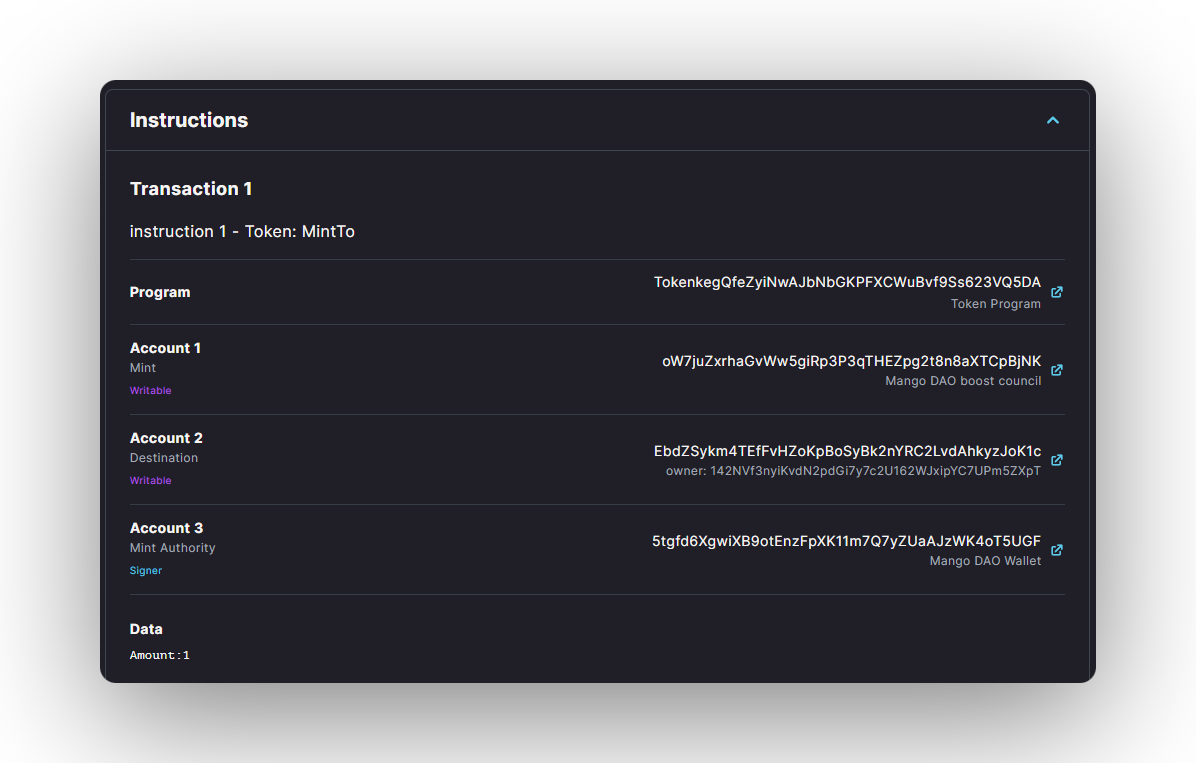 Instructions
Transaction 1
instruction 1 - Token: MintTo
Program
TokenkegQfeZyiNwAJbNbGKPFXCWuBvf9Ss623VQ5DA
Token Program
Account 1
Mint
Writable
oW7juZxrhaGvWw5giRp3P3qTHEZpg2t8n8aXTCpBjNK
Mango DAO boost council
Account 2
Destination
Writable
EbdZSykm4TEfFvHZoKpBoSyBk2nYRC2LvdAhkyzJoK1c
owner: 142NVf3nyiKvdN2pdGi7y7c2U162WJxipYC7UPm5ZXpT
Account 3
Mint Authority
Signer
5tgfd6XgwiXB9otEnzFpXK11m7Q7yZUaAJzWK4oT5UGF
Mango DAO Wallet
Data
Amount:1